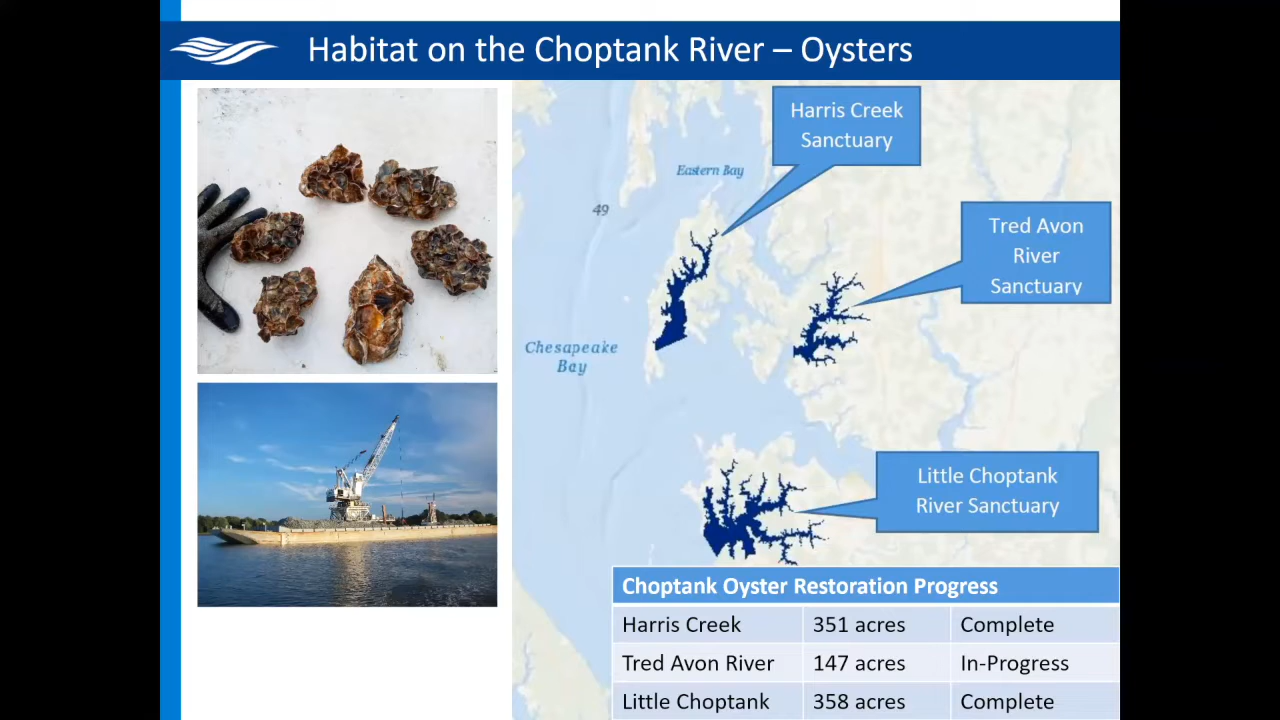 Habitat on the Choptank River – Oysters
Harris Creek
Sanctuary
Eastern Bay
49
Tred Avon
River
Sanctuary
Chesapeake
Bay
Little Choptank
River Sanctuary
Choptank Oyster Restoration Progress
Harris Creek 351 acres Complete
Tred Avon River 147 acres In-Progress
Little Choptank 358 acres Complete